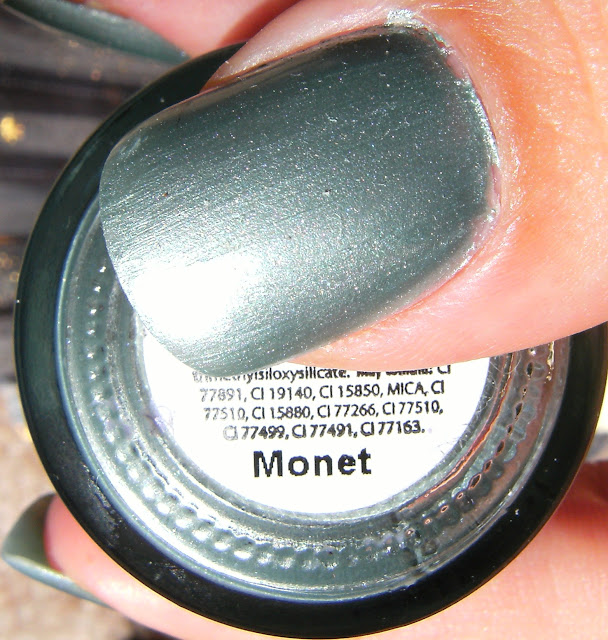 trimethylsiloxysilicate. May contain: CI
77891, CI 19140, CI 15850, MICA, CI
77510, CI 15880, CI 77266, CI 77510,
CI 77499, CI 77491, CI 77163.
Monet